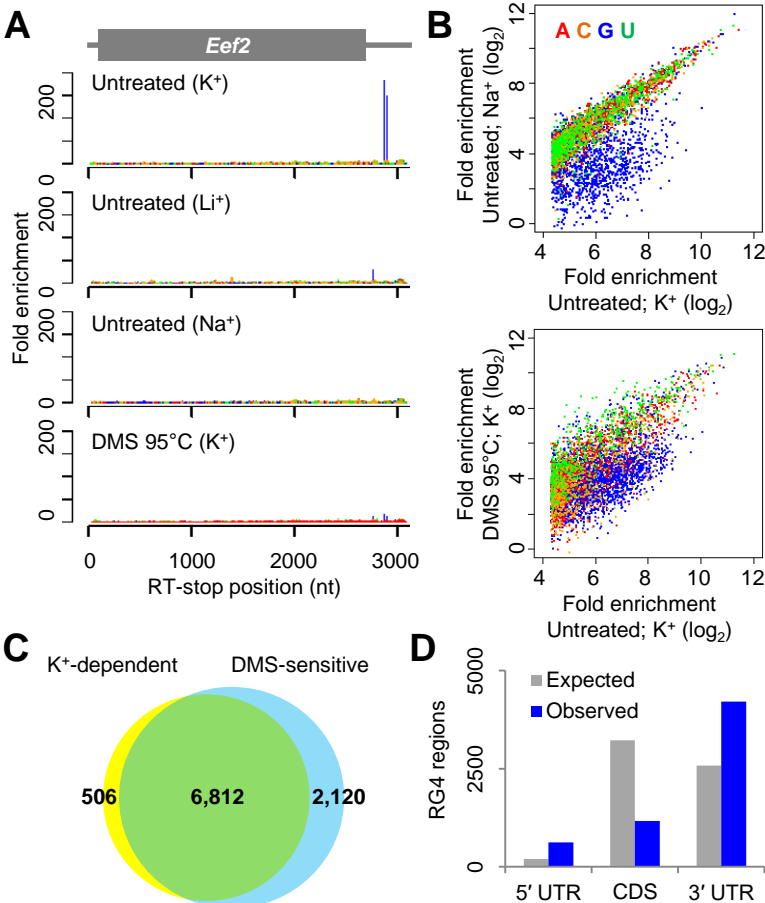 A
Eef2
Untreated (K⁺)
200
0
Untreated (Li⁺)
200
0
Untreated (Na⁺)
200
0
DMS 95°C (K⁺)
200
0
Fold enrichment
0 1000 2000 3000
RT-stop position (nt)
B
A C G U
12
8
4
0
Fold enrichment
Untreated; Na⁺ (log₂)
4 6 8 10 12
Fold enrichment
Untreated; K⁺ (log₂)
12
8
4
0
Fold enrichment
DMS 95°C; K⁺ (log₂)
4 6 8 10 12
Fold enrichment
Untreated; K⁺ (log₂)
C
K⁺-dependent DMS-sensitive
506 6,812 2,120
D
Expected
Observed
5000
2500
0
RG4 regions
5′ UTR CDS 3′ UTR